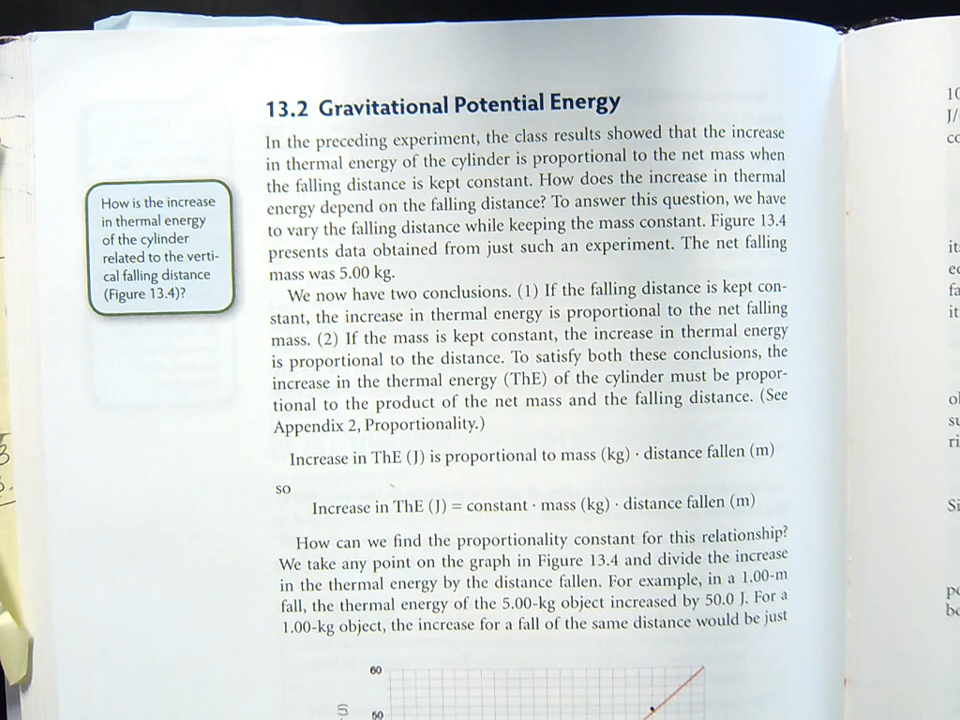 13.2 Gravitational Potential Energy
In the preceding experiment, the class results showed that the increase
in thermal energy of the cylinder is proportional to the net mass when
the falling distance is kept constant. How does the increase in thermal
energy depend on the falling distance? To answer this question, we have
to vary the falling distance while keeping the mass constant. Figure 13.4
presents data obtained from just such an experiment. The net falling
mass was 5.00 kg.
How is the increase
in thermal energy
of the cylinder
related to the verti-
cal falling distance
(Figure 13.4)?
We now have two conclusions. (1) If the falling distance is kept con-
stant, the increase in thermal energy is proportional to the net falling
mass. (2) If the mass is kept constant, the increase in thermal energy
is proportional to the distance. To satisfy both these conclusions, the
increase in the thermal energy (ThE) of the cylinder must be propor-
tional to the product of the net mass and the falling distance. (See
Appendix 2, Proportionality.)
Increase in ThE (J) is proportional to mass (kg) · distance fallen (m)
so
Increase in ThE (J) = constant · mass (kg) · distance fallen (m)
How can we find the proportionality constant for this relationship?
We take any point on the graph in Figure 13.4 and divide the increase
in the thermal energy by the distance fallen. For example, in a 1.00-m
fall, the thermal energy of the 5.00-kg object increased by 50.0 J. For a
1.00-kg object, the increase for a fall of the same distance would be just
60
50